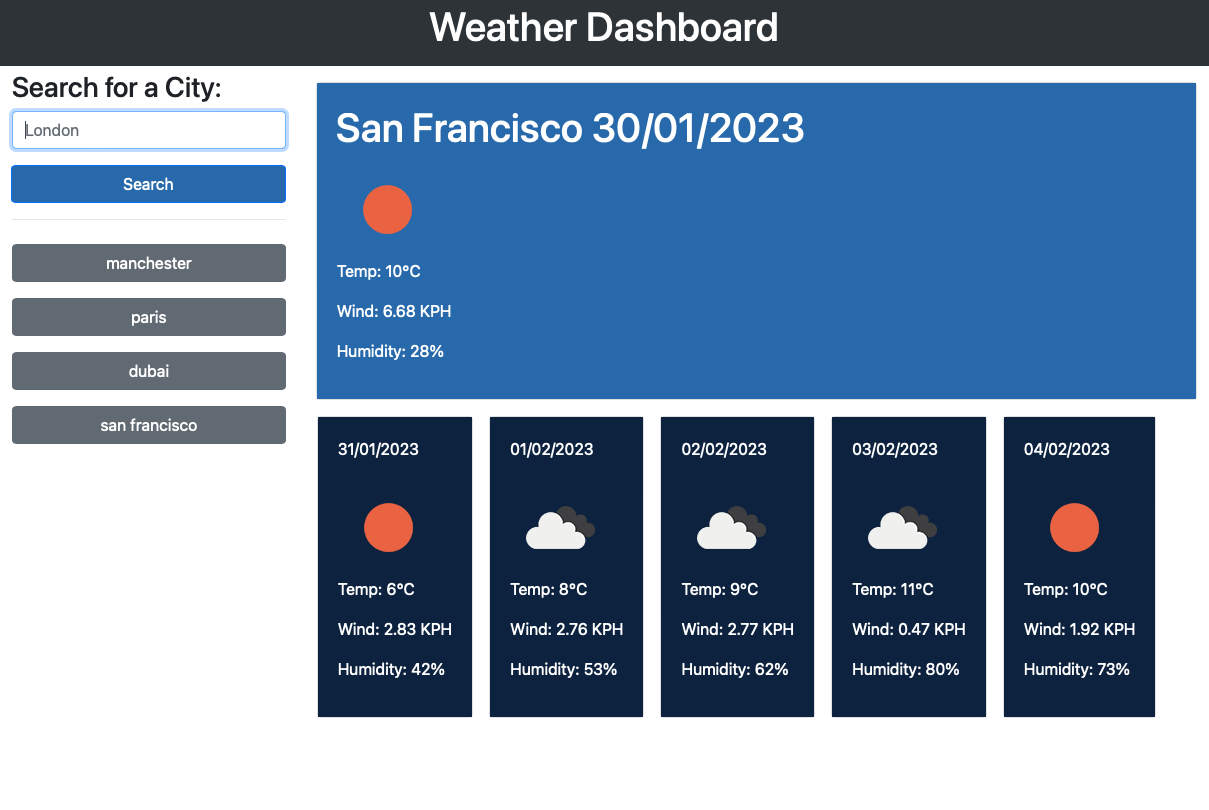 Weather Dashboard
Search for a City:
London
Search
manchester
paris
dubai
san francisco
San Francisco 30/01/2023
Temp: 10°C
Wind: 6.68 KPH
Humidity: 28%
31/01/2023
Temp: 6°C
Wind: 2.83 KPH
Humidity: 42%
01/02/2023
Temp: 8°C
Wind: 2.76 KPH
Humidity: 53%
02/02/2023
Temp: 9°C
Wind: 2.77 KPH
Humidity: 62%
03/02/2023
Temp: 11°C
Wind: 0.47 KPH
Humidity: 80%
04/02/2023
Temp: 10°C
Wind: 1.92 KPH
Humidity: 73%